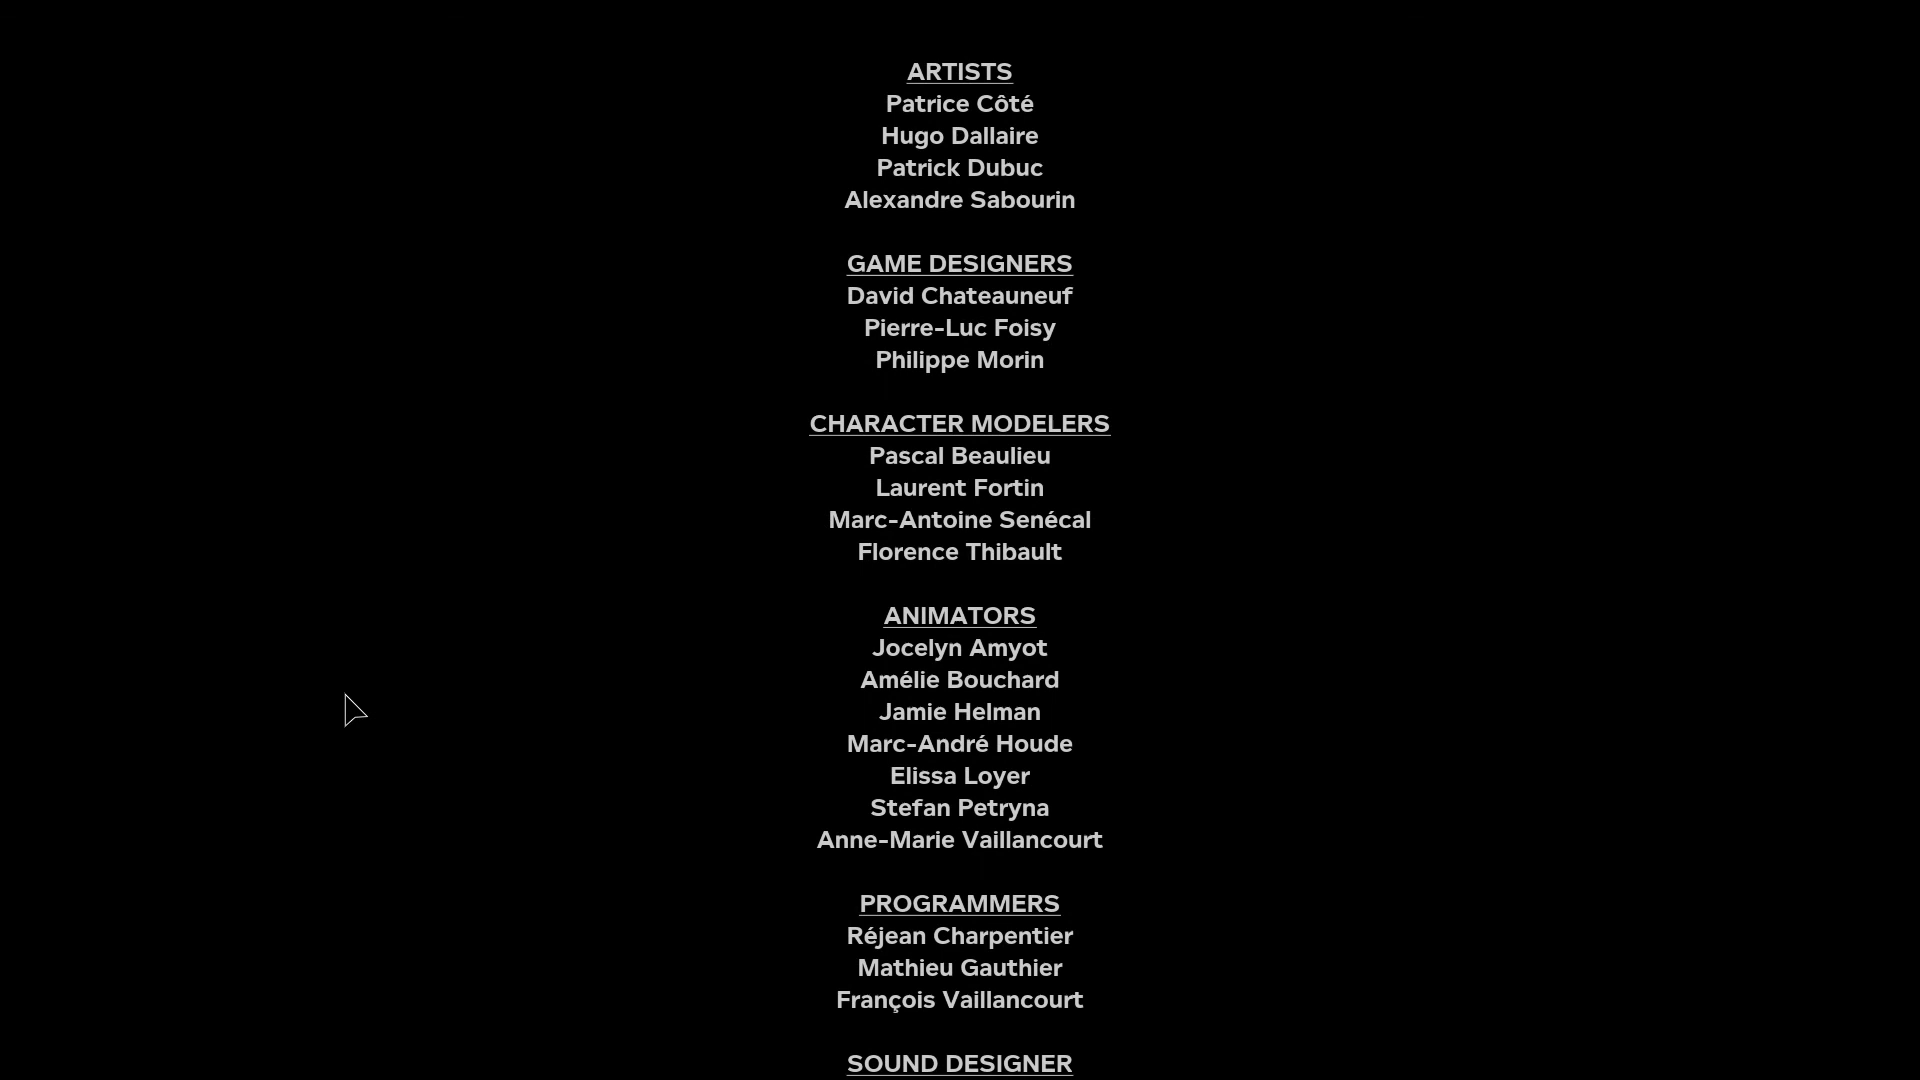 ARTISTS
Patrice Côté
Hugo Dallaire
Patrick Dubuc
Alexandre Sabourin
GAME DESIGNERS
David Chateauneuf
Pierre-Luc Foisy
Philippe Morin
CHARACTER MODELERS
Pascal Beaulieu
Laurent Fortin
Marc-Antoine Senécal
Florence Thibault
ANIMATORS
Jocelyn Amyot
Amélie Bouchard
Jamie Helman
Marc-André Houde
Elissa Loyer
Stefan Petryna
Anne-Marie Vaillancourt
PROGRAMMERS
Réjean Charpentier
Mathieu Gauthier
François Vaillancourt
SOUND DESIGNER